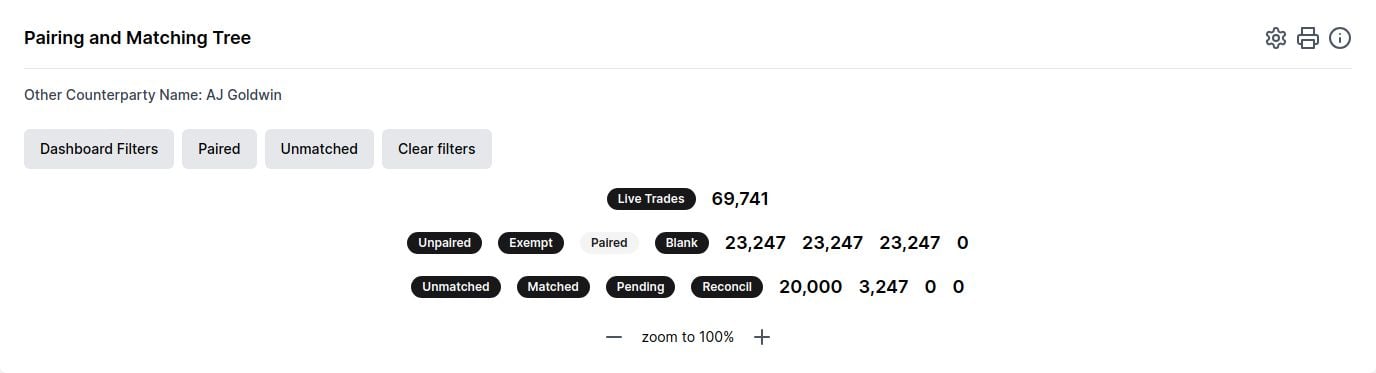 Pairing and Matching Tree
Other Counterparty Name: AJ Goldwin
Dashboard Filters Paired Unmatched Clear filters
Live Trades 69,741
Unpaired Exempt Paired Blank 23,247 23,247 23,247 0
Unmatched Matched Pending Reconcil 20,000 3,247 0 0
zoom to 100%